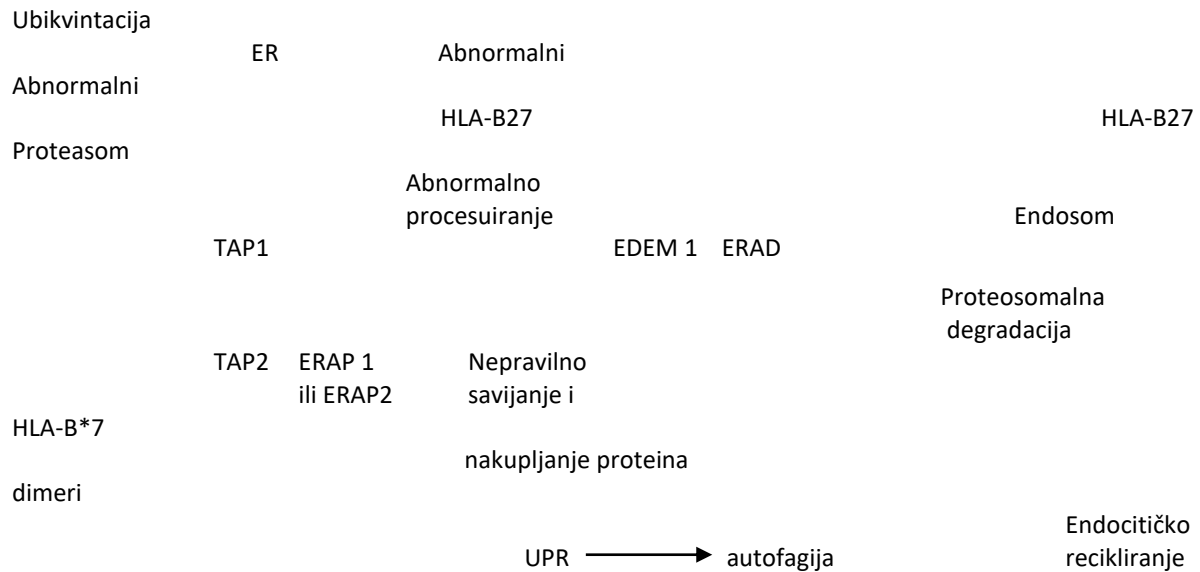 Ubikvintacija
ER Abnormalni
Abnormalni
HLA-B27 HLA-B27
Proteasom
Abnormalno
procesuiranje Endosom
TAP1 EDEM 1 ERAD
Proteosomalna
degradacija
TAP2 ERAP 1 Nepravilno
ili ERAP2 savijanje i
HLA-B*7
nakupljanje proteina
dimeri
Endocitičko
UPR autofagija recikliranje